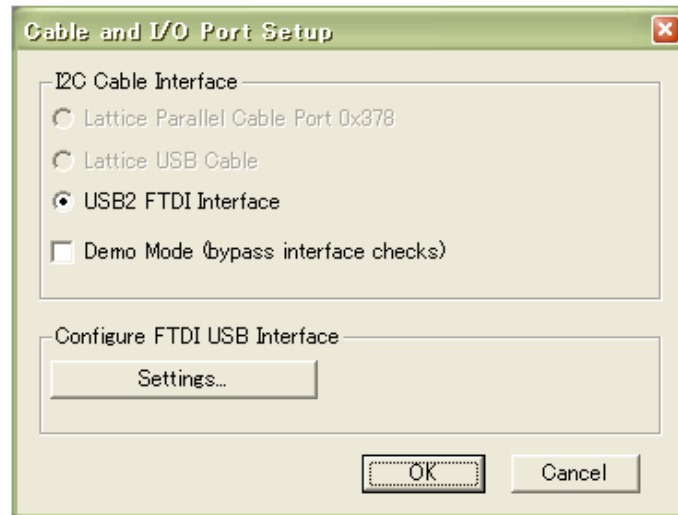 Cable and I/O Port Setup
I2C Cable Interface
Lattice Parallel Cable Port 0x378
Lattice USB Cable
USB2 FTDI Interface
Demo Mode (bypass interface checks)
Configure FTDI USB Interface
Settings...
OK
Cancel